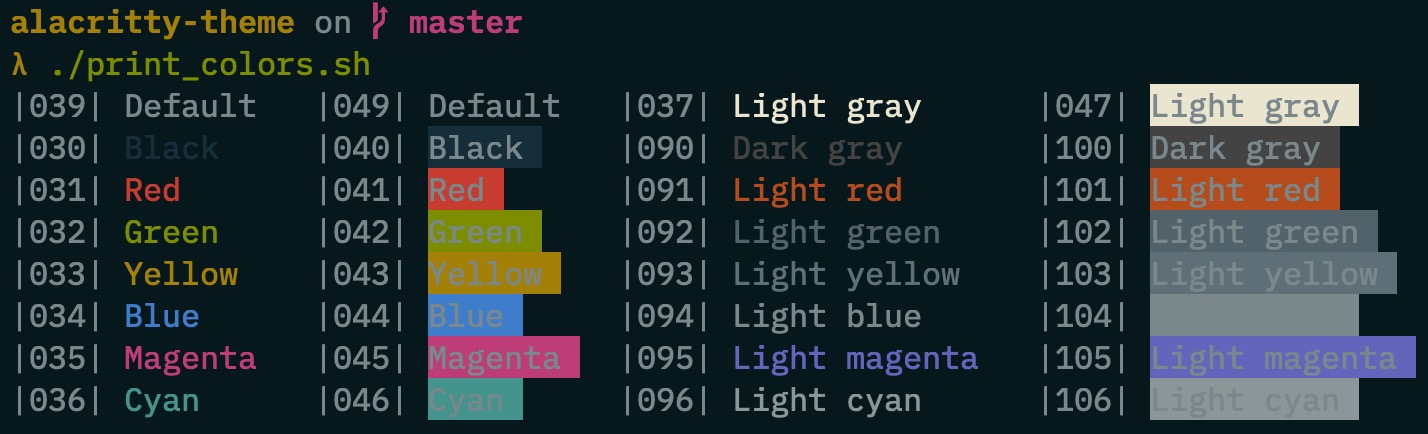 alacritty-theme on master
λ ./print_colors.sh
|039| Default |049| Default |037| Light gray |047| Light gray
|030| Black |040| Black |090| Dark gray |100| Dark gray
|031| Red |041| Red |091| Light red |101| Light red
|032| Green |042| Green |092| Light green |102| Light green
|033| Yellow |043| Yellow |093| Light yellow |103| Light yellow
|034| Blue |044| Blue |094| Light blue |104|
|035| Magenta |045| Magenta |095| Light magenta |105| Light magenta
|036| Cyan |046| Cyan |096| Light cyan |106| Light cyan